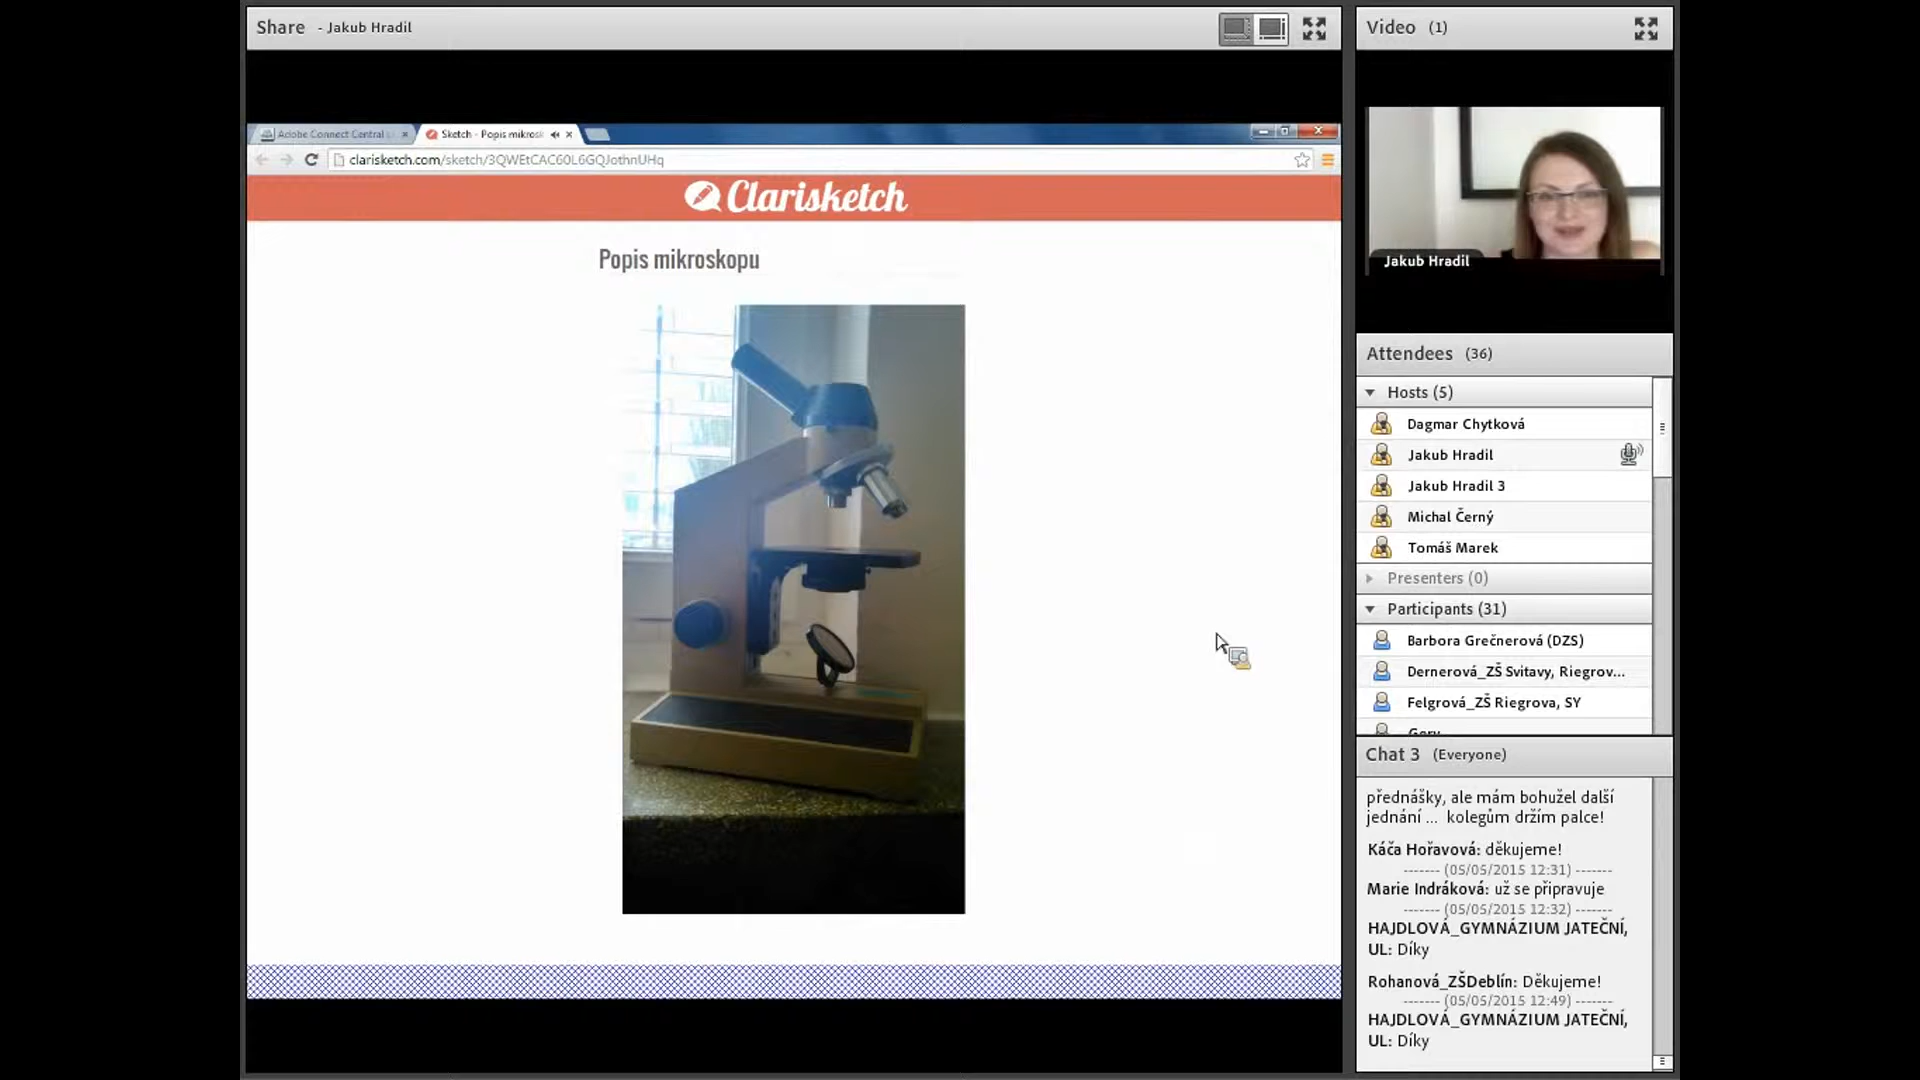 Share - Jakub Hradil
Adobe Connect Central
Sketch - Popis mikrosk
clarisketch.com/sketch/3QWEtCAC60L6GQJothnUHq
Clarisketch
Popis mikroskopu
Video (1)
Jakub Hradil
Attendees (36)
Hosts (5)
Dagmar Chytková
Jakub Hradil
Jakub Hradil 3
Michal Černý
Tomáš Marek
Presenters (0)
Participants (31)
Barbora Grečnerová (DZS)
Dernerová_ZŠ Svitavy, Riegrov...
Felgrová_ZŠ Riegrova, SY
Chat 3 (Everyone)
přednášky, ale mám bohužel další
jednání ... kolegům držím palce!
Káča Hořavová: děkujeme!
------- (05/05/2015 12:31) -------
Marie Indráková: už se připravuje
------- (05/05/2015 12:32) -------
HAJDLOVÁ_GYMNÁZIUM JATEČNÍ,
UL: Díky
Rohanová_ZŠDeblín: Děkujeme!
------- (05/05/2015 12:49) -------
HAJDLOVÁ_GYMNÁZIUM JATEČNÍ,
UL: Díky